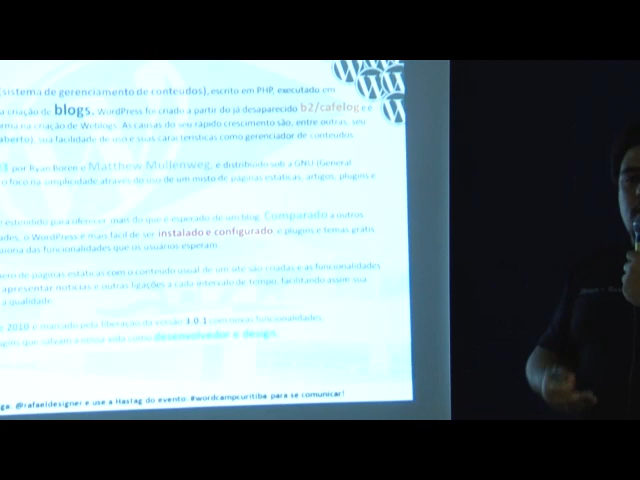 (sistema de gerenciamento de conteúdos), escrito em PHP, executado em
a criação de blogs. WordPress foi criado a partir do já desaparecido b2/cafelog e é
na criação de Weblogs. As causas do seu rápido crescimento são, entre outras, seu
aberto), sua facilidade de uso e suas características como gerenciador de conteúdos.
por Ryan Boren e Matthew Mullenweg, e distribuído sob a GNU General
o foco na simplicidade através do uso de um misto de páginas estáticas, artigos, plugins e
estendido para oferecer mais do que é esperado de um blog. Comparado a outros
o WordPress é mais fácil de ser instalado e configurado, e plugins e temas grátis
das funcionalidades que os usuários esperam.
de páginas estáticas com o conteúdo usual de um site são criadas e as funcionalidades
apresentar notícias e outras ligações a cada intervalo de tempo, facilitando assim sua
a qualidade.
2010 é marcado pela liberação da versão 3.0.1 com novas funcionalidades
que salvam a nossa vida como desenvolvedor e design.
@rafaeldesigner e use a HasTag do evento: #wordcampcuritiba para se comunicar!